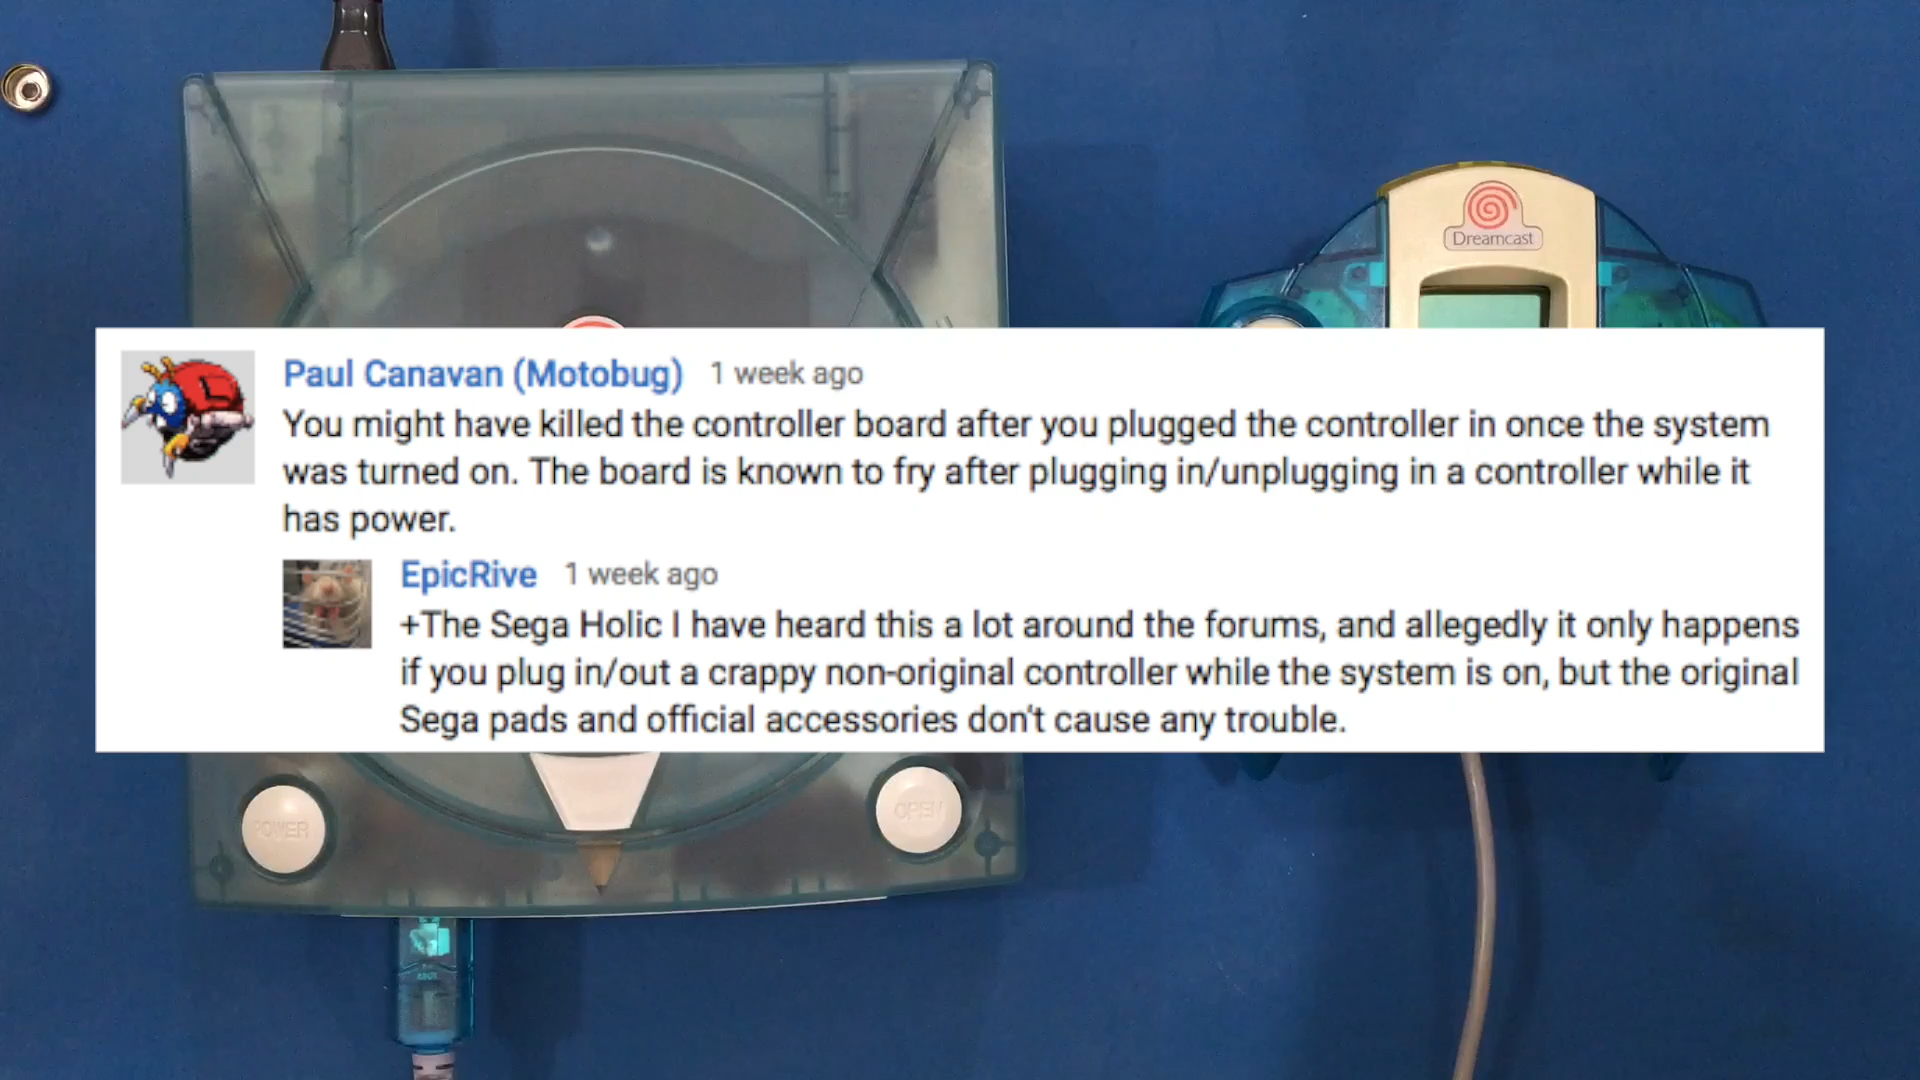 Dreamcast
Paul Canavan (Motobug) 1 week ago
You might have killed the controller board after you plugged the controller in once the system
was turned on. The board is known to fry after plugging in/unplugging in a controller while it
has power.
EpicRive 1 week ago
+The Sega Holic I have heard this a lot around the forums, and allegedly it only happens
if you plug in/out a crappy non-original controller while the system is on, but the original
Sega pads and official accessories don't cause any trouble.
POWER
OPEN